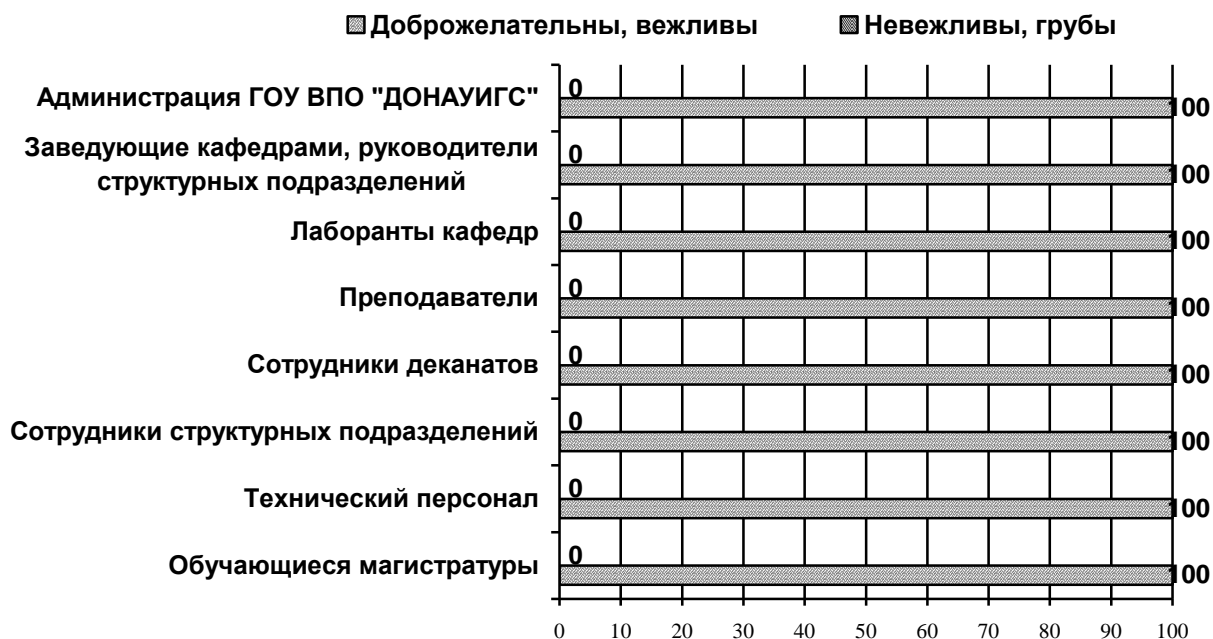 Доброжелательны, вежливы Невежливы, грубы
0
Администрация ГОУ ВПО "ДОНАУИГС" 100
0
Заведующие кафедрами, руководители
структурных подразделений 100
0
Лаборанты кафедр 100
0
Преподаватели 100
0
Сотрудники деканатов 100
0
Сотрудники структурных подразделений 100
0
Технический персонал 100
0
Обучающиеся магистратуры 100
0 10 20 30 40 50 60 70 80 90 100